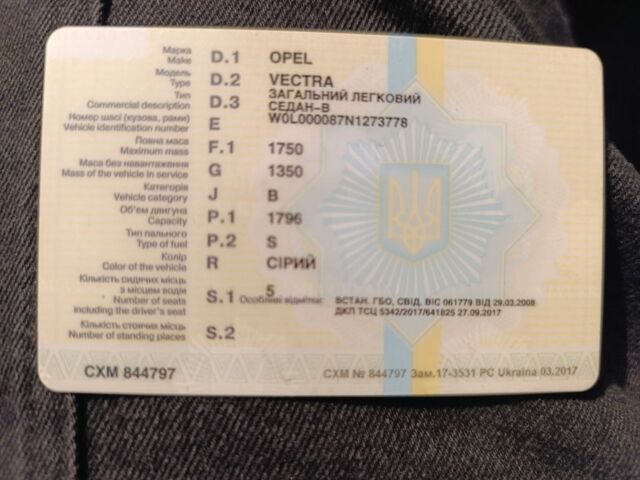 Марка
Make D.1 OPEL
Модель
Type D.2 VECTRA
Тип
Commercial description D.3 ЗАГАЛЬНИЙ ЛЕГКОВИЙ
СЕДАН-В
Номер шасі (кузова, рами)
Vehicle identification number E W0L000087N1273778
Повна маса
Maximum mass F.1 1750
Маса без навантаження
Mass of the vehicle in service G 1350
Категорія
Vehicle category J B
Об'єм двигуна
Capacity P.1 1796
Тип пального
Type of fuel P.2 S
Колір
Color of the vehicle R СІРИЙ
Кількість сидячих місць
з місцем водія
Number of seats
including the driver's seat S.1 5 Особливі відмітки: ВСТАН. ГБО, СВІД. ВІС 061779 ВІД 29.03.2008
ДКП ТСЦ 5342/2017/641825 27.09.2017
Кількість стоячих місць
Number of standing places S.2
СХМ 844797
СХМ № 844797 Зам.17-3531 PC Ukraina 03.2017